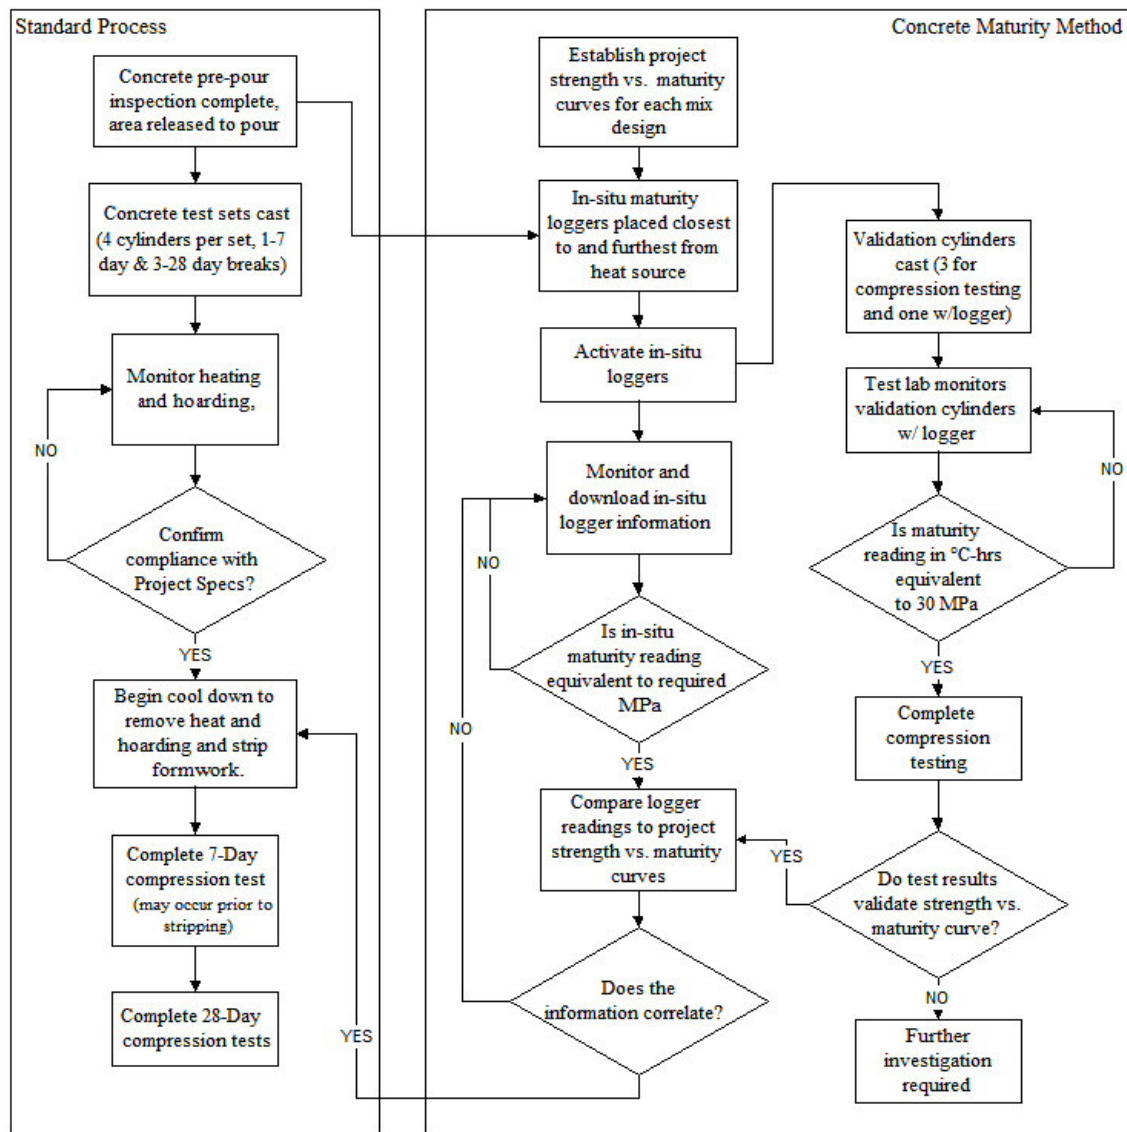 Standard Process
Concrete pre-pour
inspection complete,
area released to pour
Concrete test sets cast
(4 cylinders per set, 1-7
day & 3-28 day breaks)
Monitor heating
and hoarding,
NO
Confirm
compliance with
Project Specs?
YES
Begin cool down to
remove heat and
hoarding and strip
formwork.
Complete 7-Day
compression test
(may occur prior to
stripping)
Complete 28-Day
compression tests
YES
Concrete Maturity Method
Establish project
strength vs. maturity
curves for each mix
design
In-situ maturity
loggers placed closest
to and furthest from
heat source
Activate in-situ
loggers
Monitor and
download in-situ
logger information
NO
Is in-situ
maturity reading
equivalent to required
MPa
NO
YES
Compare logger
readings to project
strength vs. maturity
curves
Does the
information correlate?
Validation cylinders
cast (3 for
compression testing
and one w/logger)
Test lab monitors
validation cylinders
w/ logger
NO
Is maturity
reading in °C-hrs
equivalent
to 30 MPa
YES
Complete
compression
testing
YES
Do test results
validate strength vs.
maturity curve?
NO
Further
investigation
required